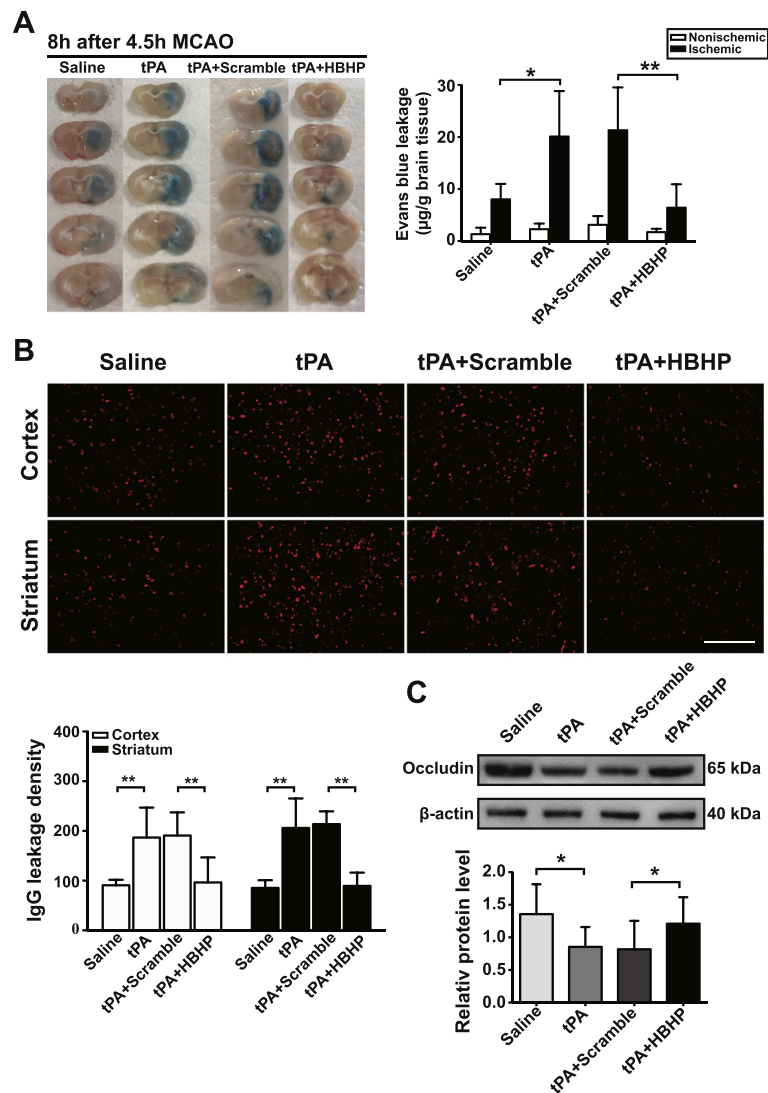 A
8h after 4.5h MCAO
Saline tPA tPA+Scramble tPA+HBHP
Nonischemic
Ischemic
Evans blue leakage
(µg/g brain tissue)
30
20
10
0
* **
Saline tPA tPA+Scramble tPA+HBHP
B
Saline tPA tPA+Scramble tPA+HBHP
Cortex
Striatum
IgG leakage density
400
300
200
100
0
Cortex
Striatum
** ** ** **
Saline tPA tPA+Scramble tPA+HBHP Saline tPA tPA+Scramble tPA+HBHP
C
Saline tPA tPA+Scramble tPA+HBHP
Occludin 65 kDa
β-actin 40 kDa
Relativ protein level
2.0
1.5
1.0
0.5
0.0
* *
Saline tPA tPA+Scramble tPA+HBHP